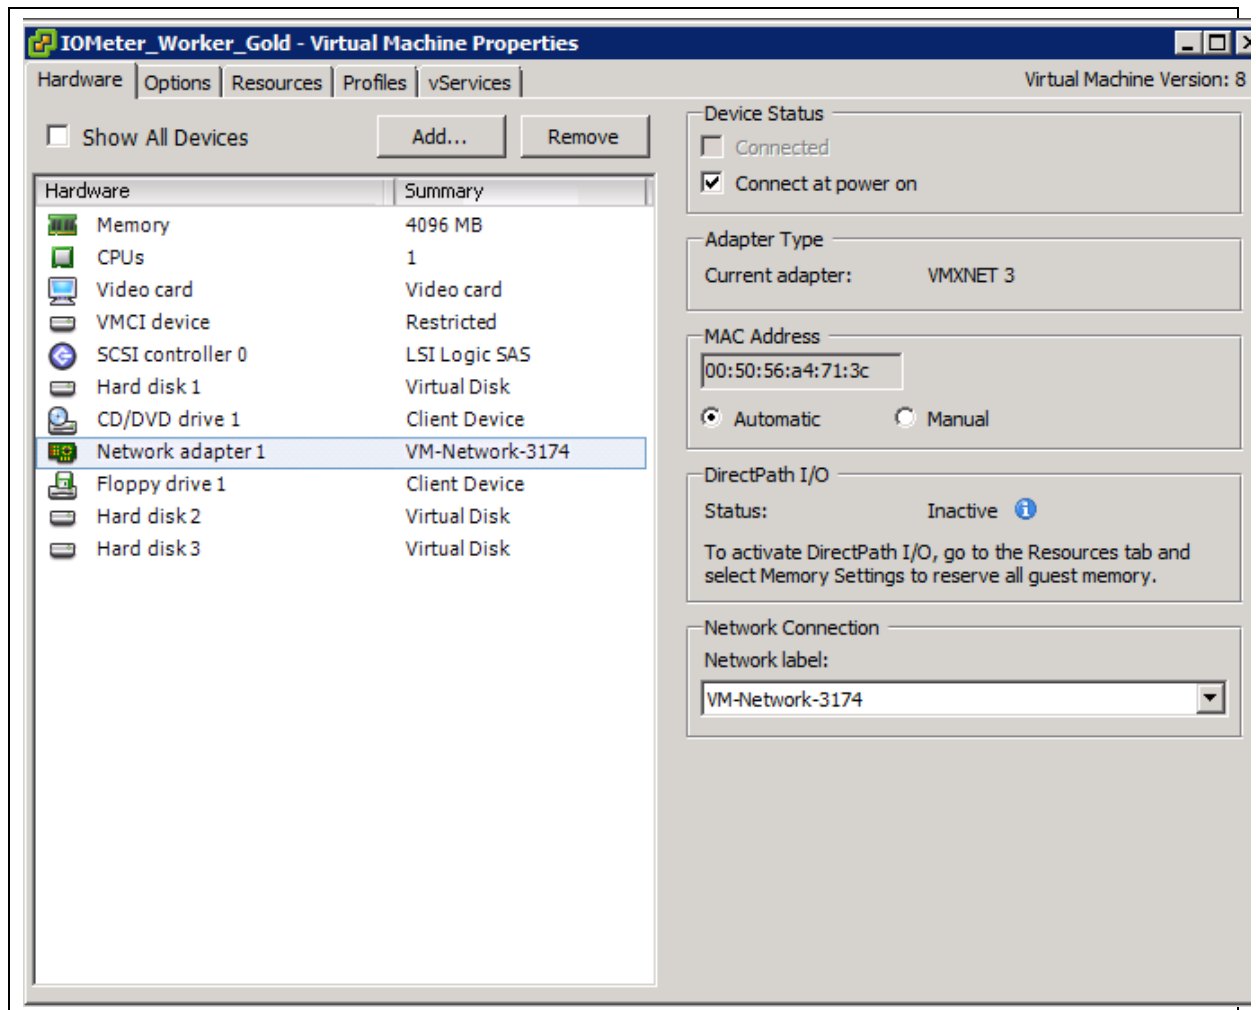 IOMeter_Worker_Gold - Virtual Machine Properties
Hardware Options Resources Profiles vServices Virtual Machine Version: 8
Show All Devices Add... Remove
Hardware Summary
Memory 4096 MB
CPUs 1
Video card Video card
VMCI device Restricted
SCSI controller 0 LSI Logic SAS
Hard disk 1 Virtual Disk
CD/DVD drive 1 Client Device
Network adapter 1 VM-Network-3174
Floppy drive 1 Client Device
Hard disk 2 Virtual Disk
Hard disk 3 Virtual Disk
Device Status
Connected
Connect at power on
Adapter Type
Current adapter: VMXNET 3
MAC Address
00:50:56:a4:71:3c
Automatic Manual
DirectPath I/O
Status: Inactive
To activate DirectPath I/O, go to the Resources tab and
select Memory Settings to reserve all guest memory.
Network Connection
Network label:
VM-Network-3174